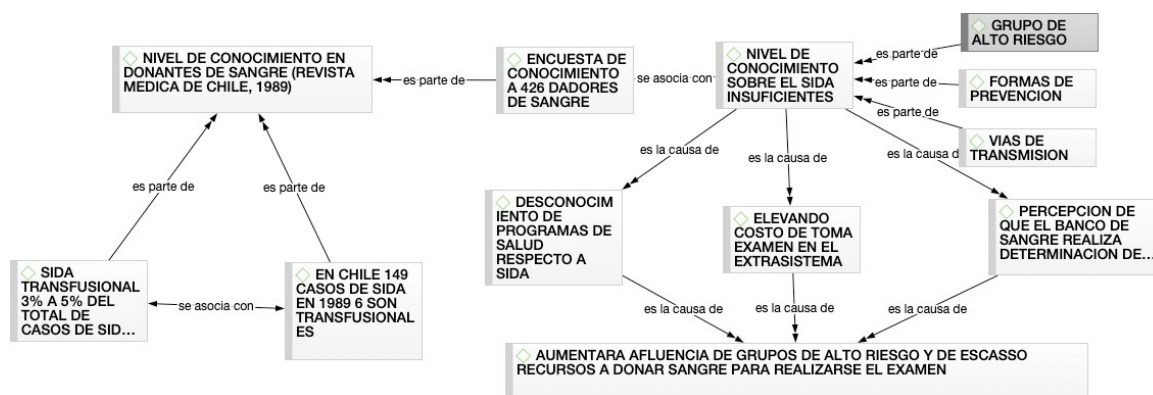 GRUPO DE
ALTO RIESGO
es parte de
NIVEL DE CONOCIMIENTO EN
DONANTES DE SANGRE (REVISTA
MEDICA DE CHILE, 1989)
es parte de
ENCUESTA DE
CONOCIMIENTO
A 426 DADORES
DE SANGRE
se asocia con
NIVEL DE
CONOCIMIENTO
SOBRE EL SIDA
INSUFICIENTES
es parte de
FORMAS DE
PREVENCION
es parte de
VIAS DE
TRANSMISION
es parte de
es parte de
es la causa de
es la causa de
es la causa d
DESCONOCIM
IENTO DE
PROGRAMAS DE
SALUD
RESPECTO A
SIDA
ELEVANDO
COSTO DE TOMA
EXAMEN EN EL
EXTRASISTEMA
PERCEPCION DE
QUE EL BANCO DE
SANGRE REALIZA
DETERMINACION DE...
SIDA
TRANSFUSIONAL
3% A 5% DEL
TOTAL DE
CASOS DE SID...
se asocia con
EN CHILE 149
CASOS DE SIDA
EN 1989 6 SON
TRANSFUSIONAL
ES
es la causa de
es la causa de
es la causa de
AUMENTARA AFLUENCIA DE GRUPOS DE ALTO RIESGO Y DE ESCASSO
RECURSOS A DONAR SANGRE PARA REALIZARSE EL EXAMEN